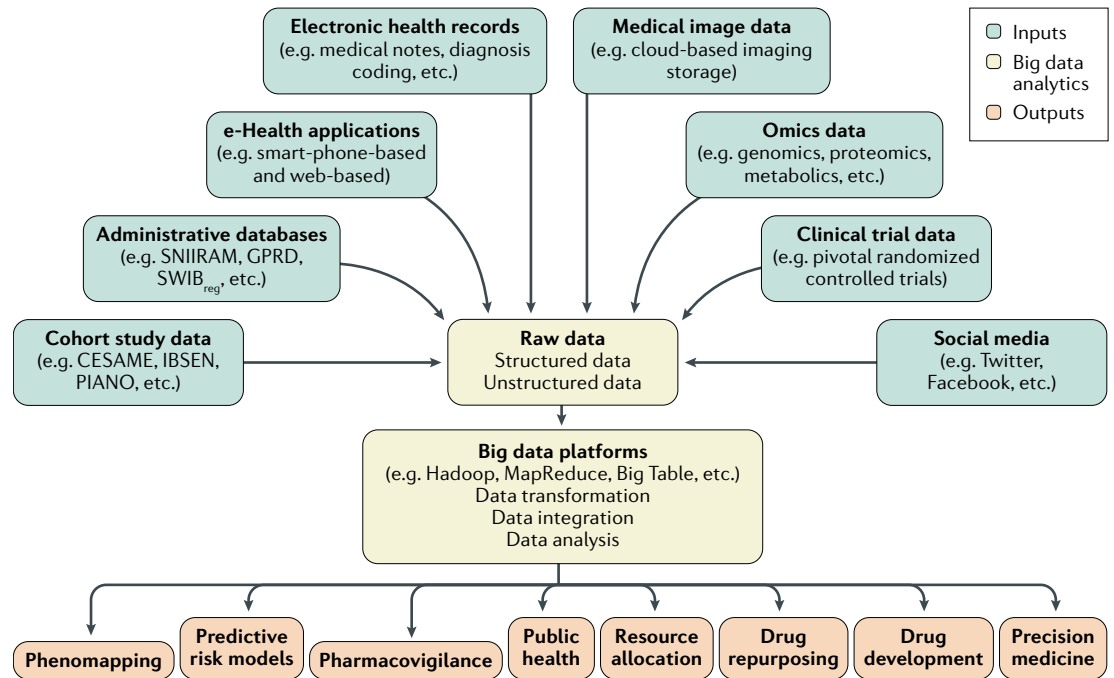 Electronic health records
(e.g. medical notes, diagnosis
coding, etc.)
Medical image data
(e.g. cloud-based imaging
storage)
Inputs
Big data
analytics
Outputs
e-Health applications
(e.g. smart-phone-based
and web-based)
Omics data
(e.g. genomics, proteomics,
metabolics, etc.)
Administrative databases
(e.g. SNIIRAM, GPRD,
SWIBreg, etc.)
Clinical trial data
(e.g. pivotal randomized
controlled trials)
Cohort study data
(e.g. CESAME, IBSEN,
PIANO, etc.)
Raw data
Structured data
Unstructured data
Social media
(e.g. Twitter,
Facebook, etc.)
Big data platforms
(e.g. Hadoop, MapReduce, Big Table, etc.)
Data transformation
Data integration
Data analysis
Phenomapping
Predictive
risk models
Pharmacovigilance
Public
health
Resource
allocation
Drug
repurposing
Drug
development
Precision
medicine